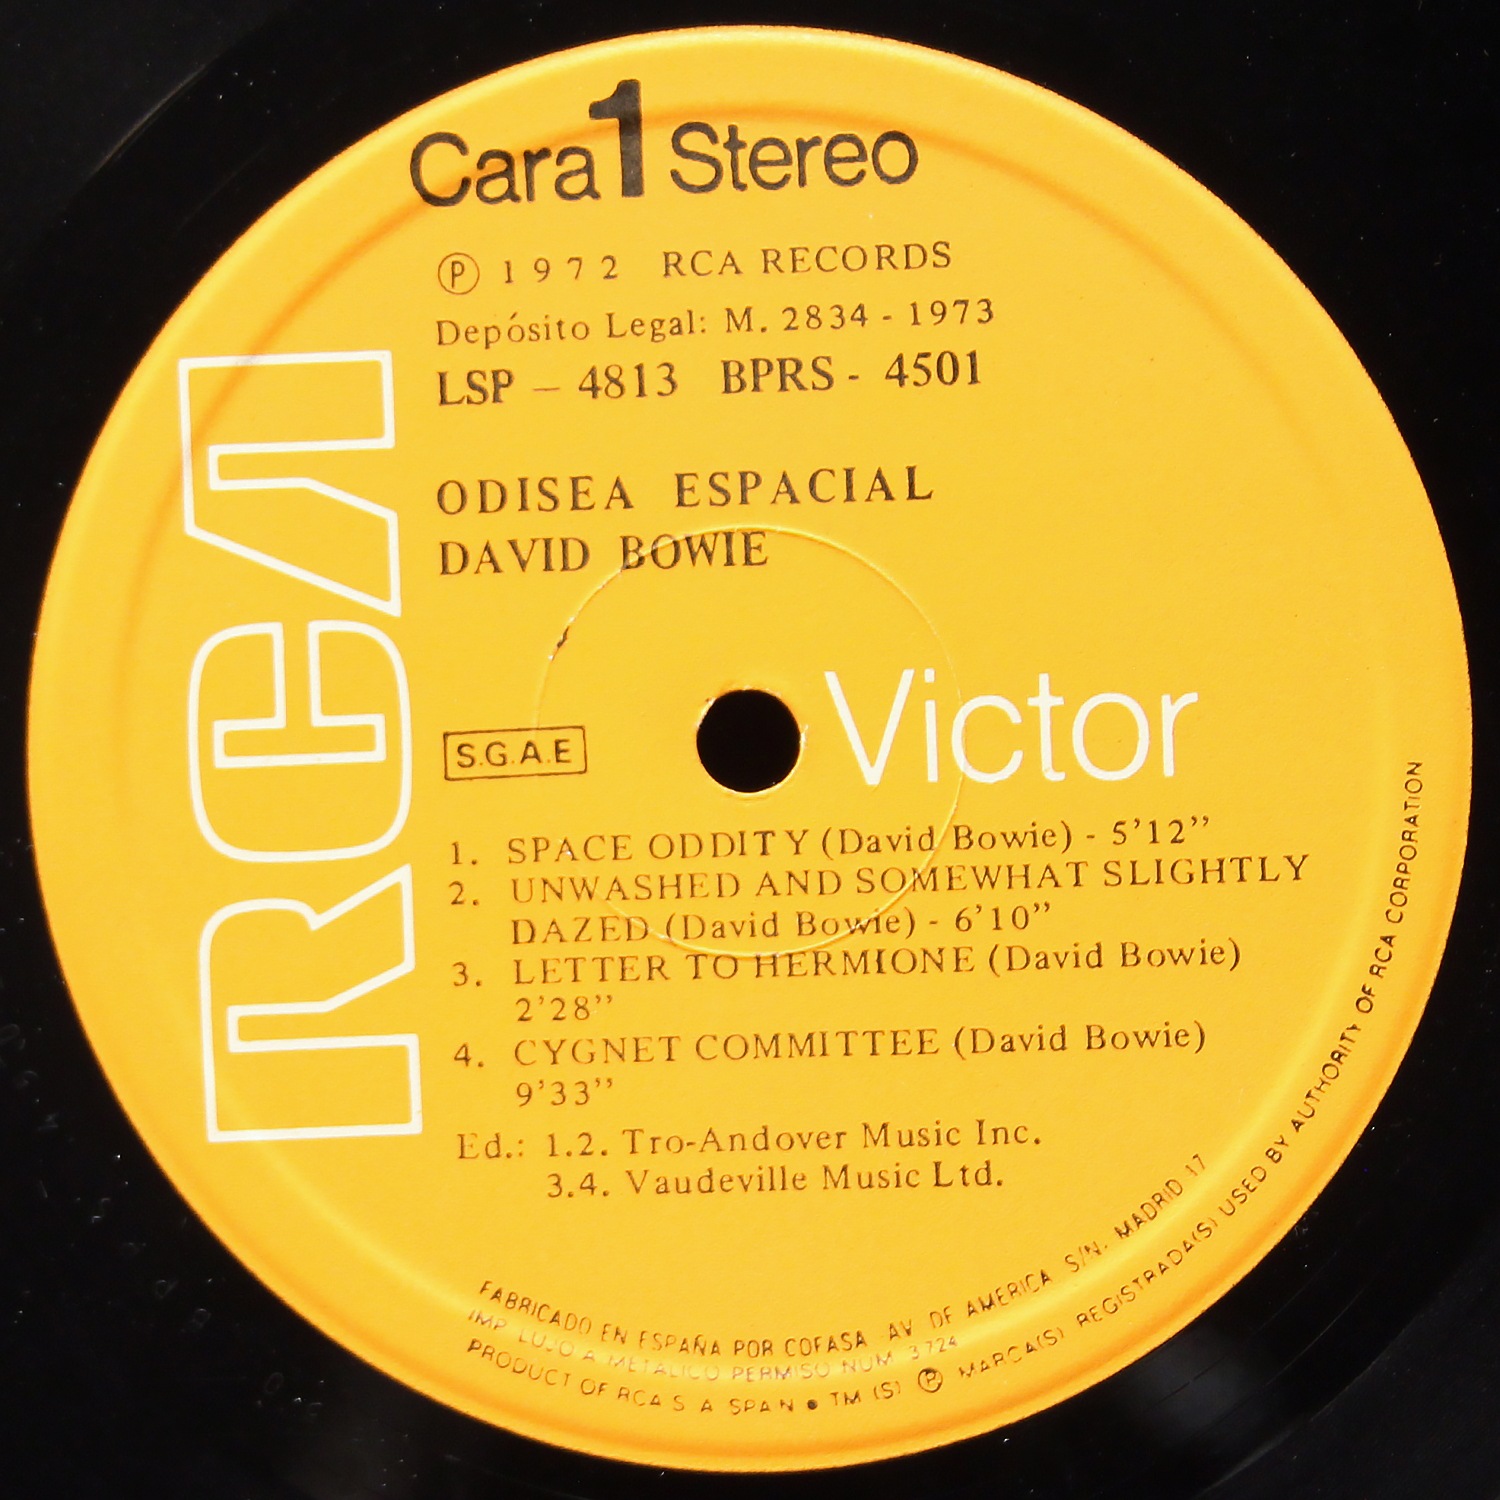 Cara 1 Stereo
Ⓟ 1972 RCA RECORDS
Depósito Legal: M. 2834 - 1973
LSP – 4813 BPRS - 4501
ODISEA ESPACIAL
DAVID BOWIE
RCA
Victor
S.G.A.E
1. SPACE ODDITY (David Bowie) - 5’12”
2. UNWASHED AND SOMEWHAT SLIGHTLY
DAZED (David Bowie) - 6’10”
3. LETTER TO HERMIONE (David Bowie)
2’28”
4. CYGNET COMMITTEE (David Bowie)
9’33”
Ed.: 1.2. Tro-Andover Music Inc.
3.4. Vaudeville Music Ltd.
FABRICADO EN ESPAÑA POR COFASA AV DE AMERICA S/N. MADRID 17
IMP LUJO A METALICO PERMISO NUM 3724
PRODUCT OF RCA S A SPAIN • TM (S) ® MARCA(S) REGISTRADA(S) USED BY AUTHORITY OF RCA CORPORATION